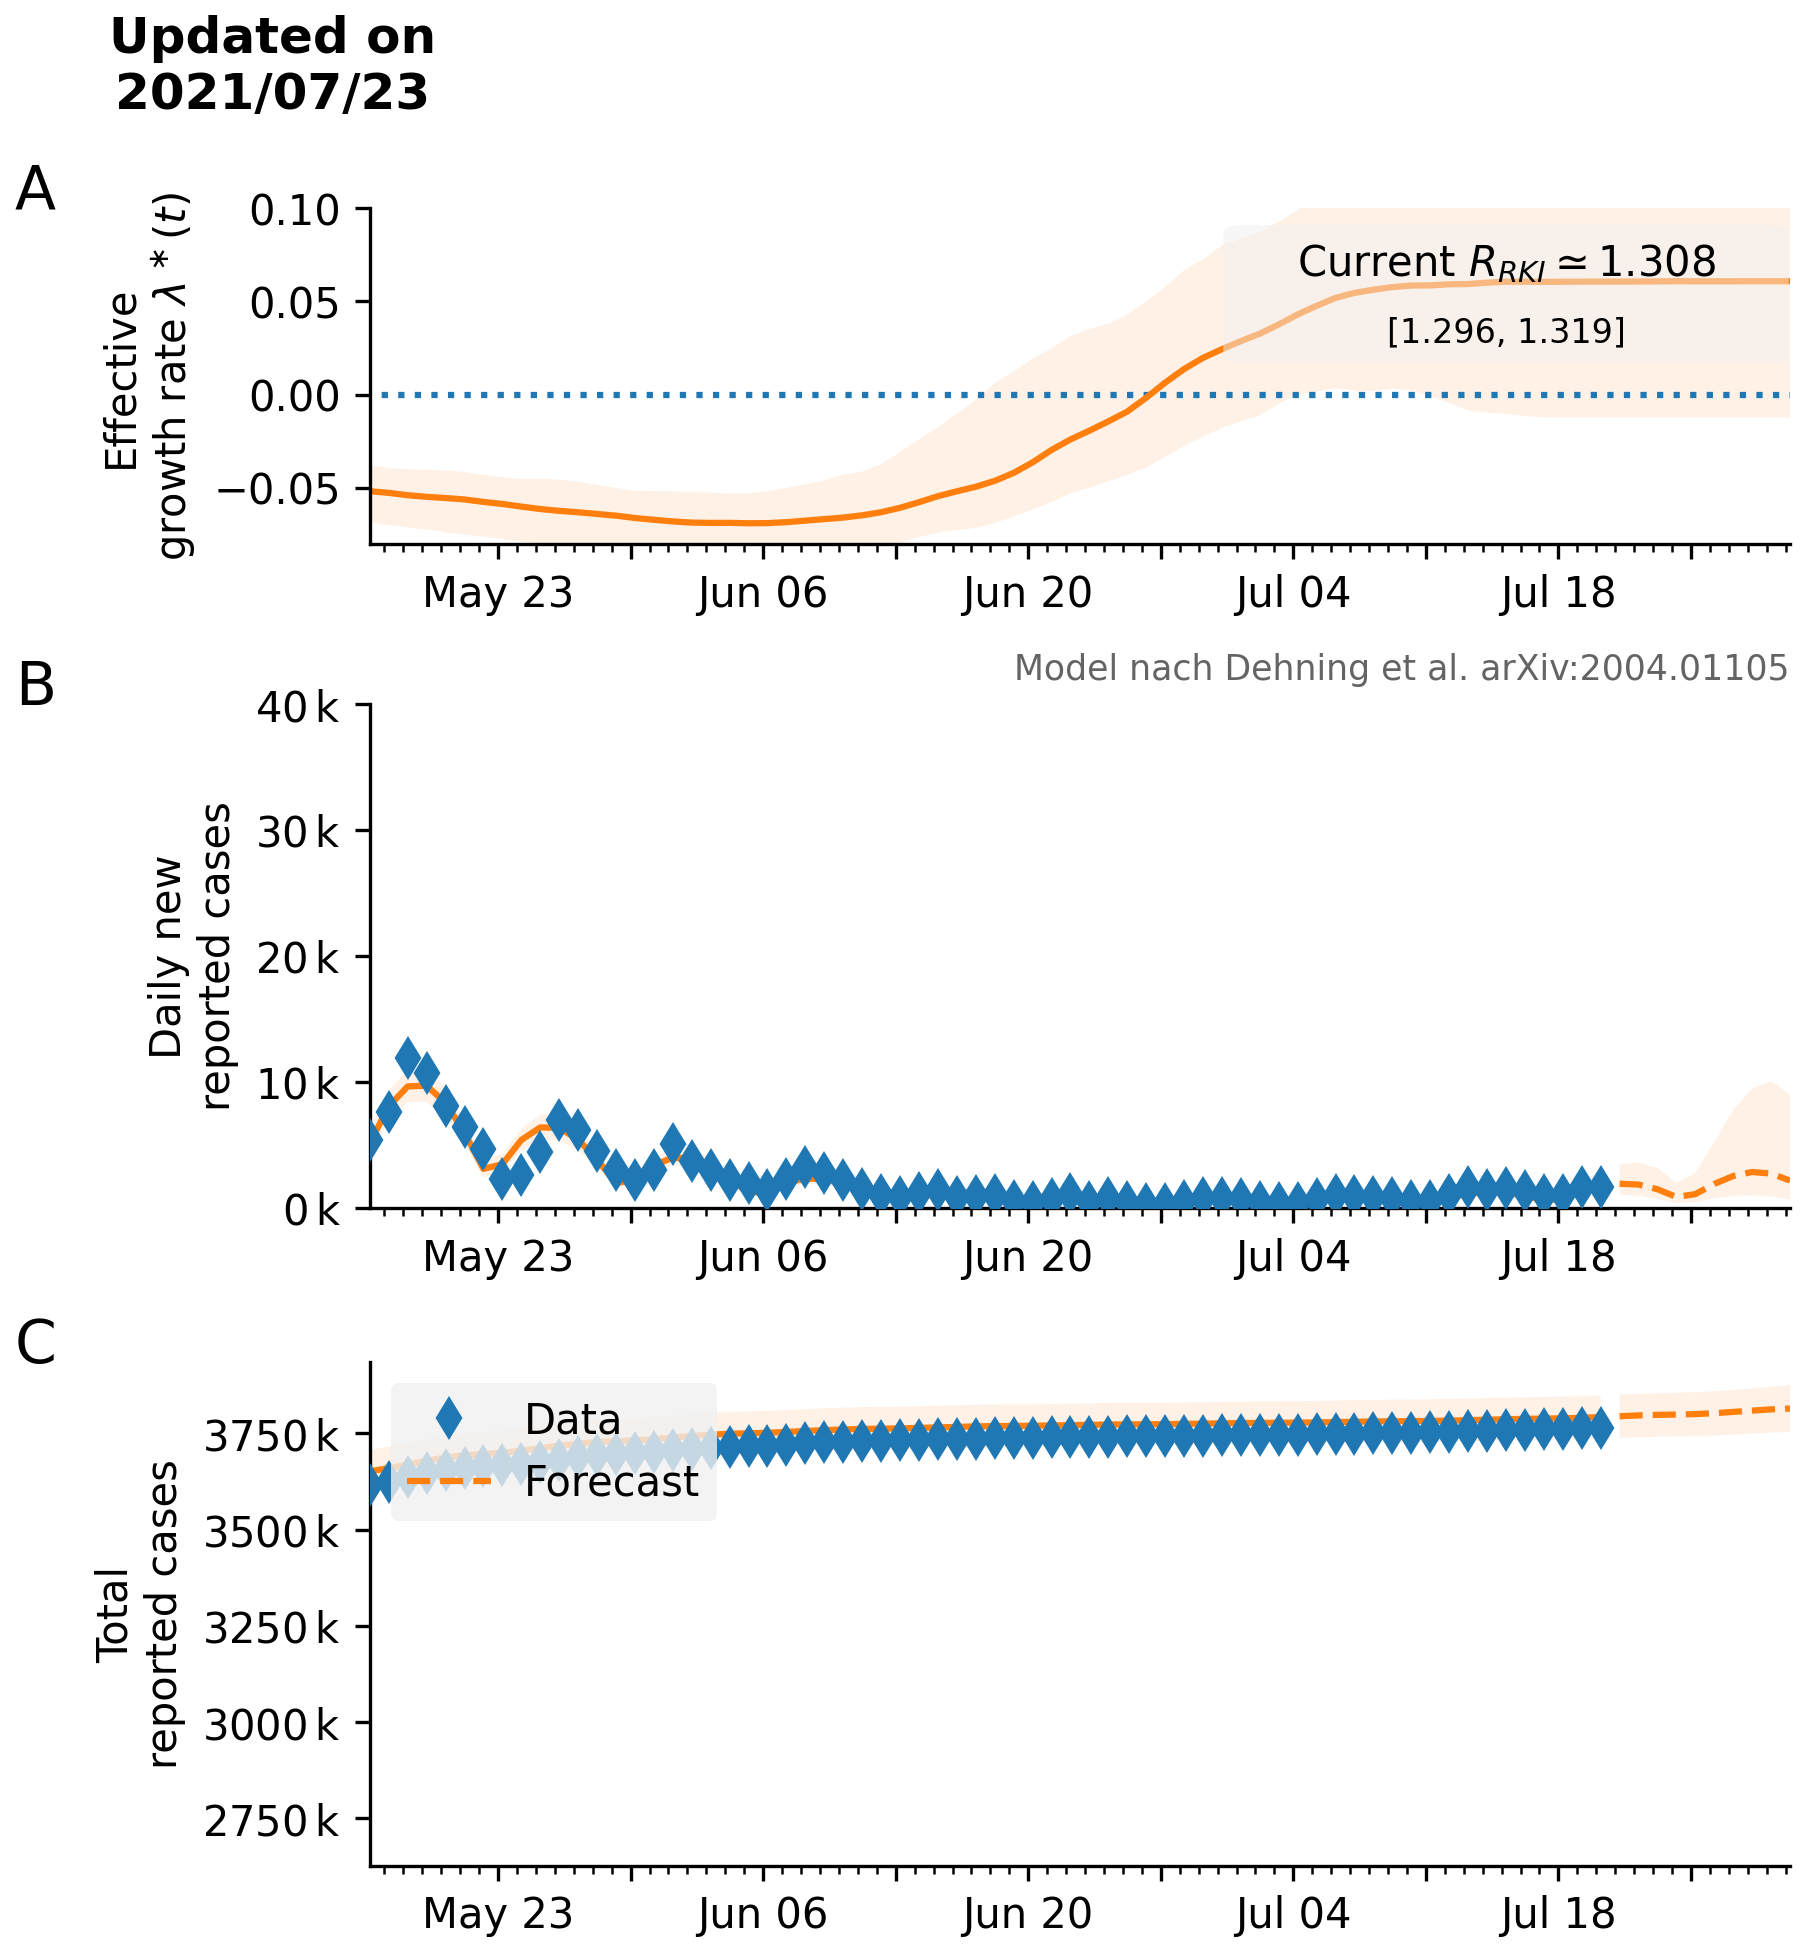 Updated on
2021/07/23
A
Effective
growth rate λ * (t)
0.10
0.05
0.00
−0.05
Current R_RKI ≃ 1.308
[1.296, 1.319]
May 23
Jun 06
Jun 20
Jul 04
Jul 18
Model nach Dehning et al. arXiv:2004.01105
B
Daily new
reported cases
40 k
30 k
20 k
10 k
0 k
May 23
Jun 06
Jun 20
Jul 04
Jul 18
C
Total
reported cases
3750 k
3500 k
3250 k
3000 k
2750 k
Data
Forecast
May 23
Jun 06
Jun 20
Jul 04
Jul 18